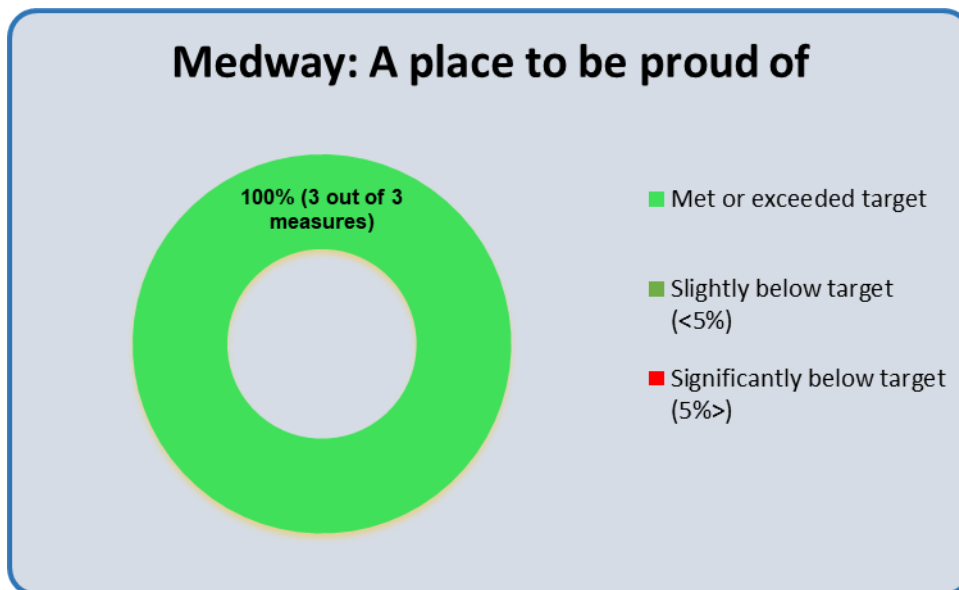 Medway: A place to be proud of
100% (3 out of 3
measures)
Met or exceeded target
Slightly below target
(<5%)
Significantly below target
(5%>)